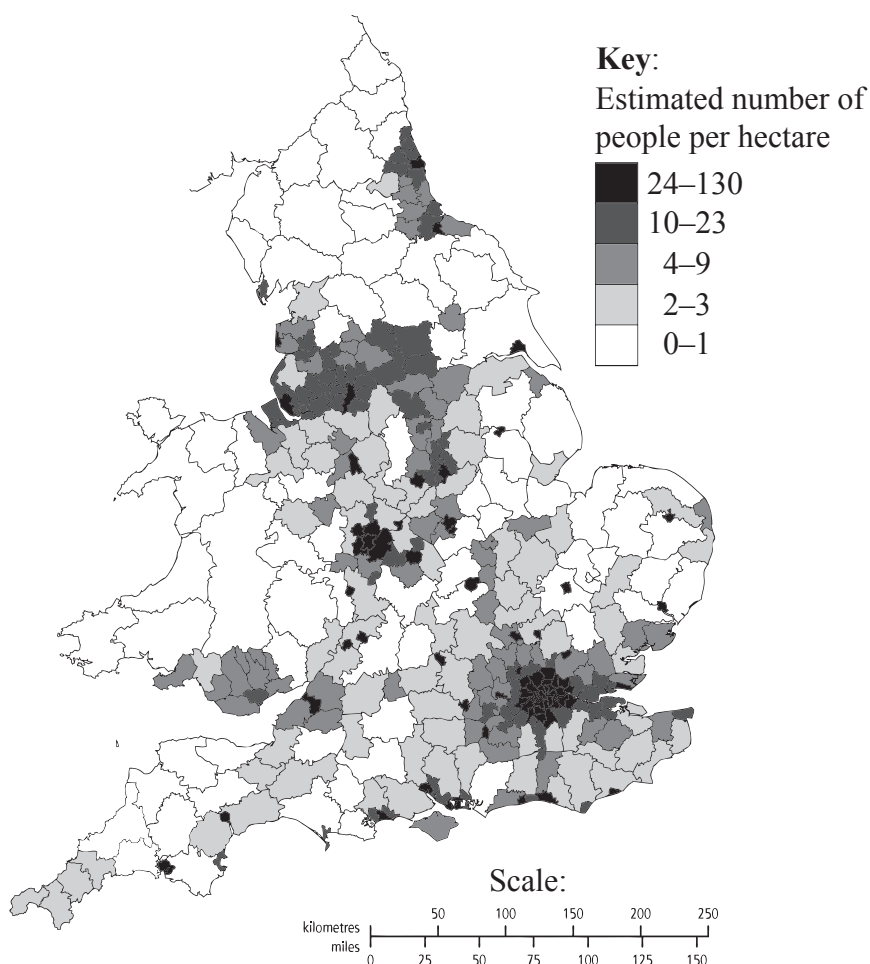 Key:
Estimated number of
people per hectare
24–130
10–23
4–9
2–3
0–1
Scale:
50 100 150 200 250
kilometres
miles
0 25 50 75 100 125 150